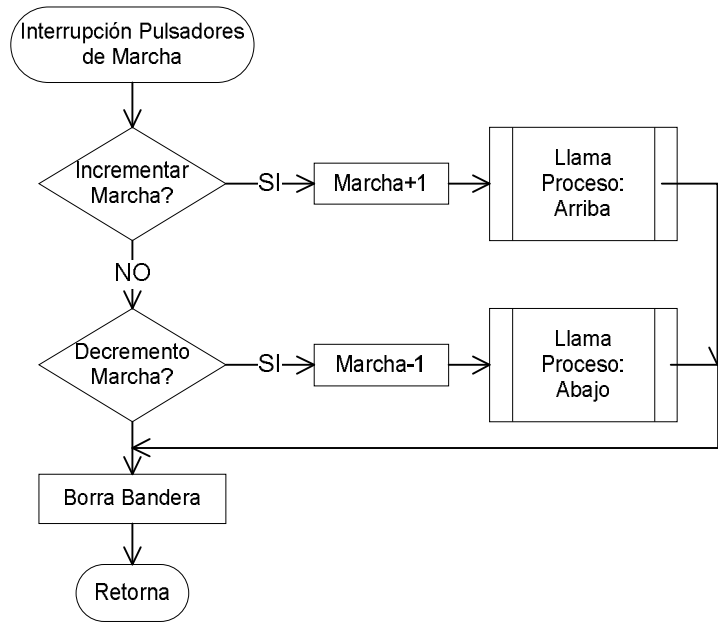 Interrupción Pulsadores
de Marcha
Incrementar
Marcha?
SI
Marcha+1
Llama
Proceso:
Arriba
NO
Decremento
Marcha?
SI
Marcha-1
Llama
Proceso:
Abajo
Borra Bandera
Retorna